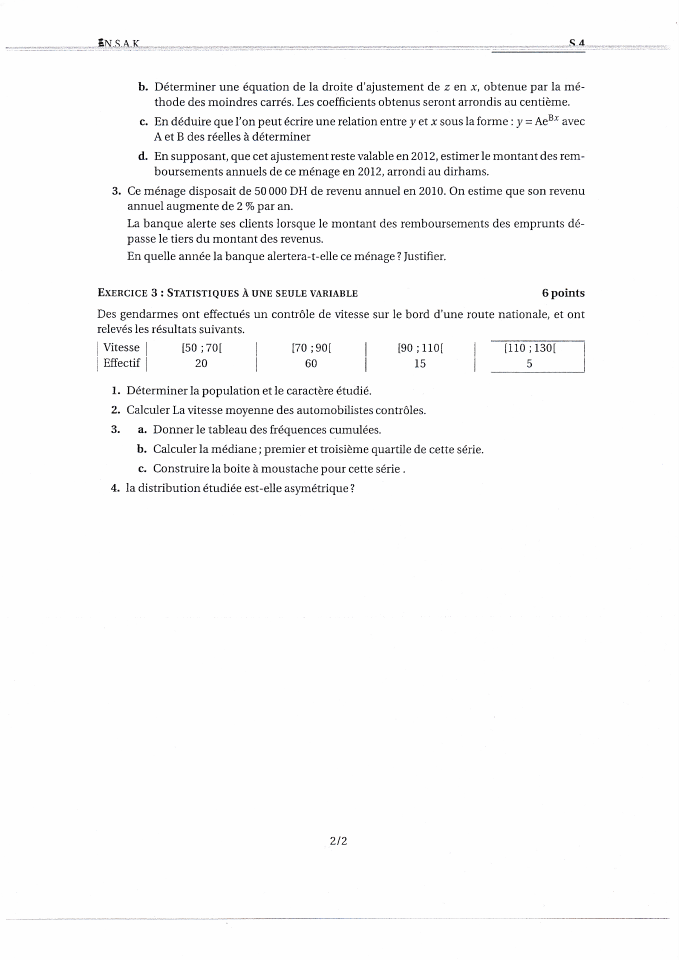 E.N.S.A.K S 4
b. Déterminer une équation de la droite d'ajustement de z en x, obtenue par la mé-
thode des moindres carrés. Les coefficients obtenus seront arrondis au centième.
c. En déduire que l'on peut écrire une relation entre y et x sous la forme : y = Ae^{Bx} avec
A et B des réelles à déterminer
d. En supposant, que cet ajustement reste valable en 2012, estimer le montant des rem-
boursements annuels de ce ménage en 2012, arrondi au dirhams.
3. Ce ménage disposait de 50 000 DH de revenu annuel en 2010. On estime que son revenu
annuel augmente de 2 % par an.
La banque alerte ses clients lorsque le montant des remboursements des emprunts dé-
passe le tiers du montant des revenus.
En quelle année la banque alertera-t-elle ce ménage ? Justifier.
EXERCICE 3 : STATISTIQUES À UNE SEULE VARIABLE 6 points
Des gendarmes ont effectués un contrôle de vitesse sur le bord d'une route nationale, et ont
relevés les résultats suivants.
Vitesse [50 ;70[ [70 ;90[ [90 ;110[ [110 ;130[
Effectif 20 60 15 5
1. Déterminer la population et le caractère étudié.
2. Calculer La vitesse moyenne des automobilistes contrôles.
3. a. Donner le tableau des fréquences cumulées.
b. Calculer la médiane ; premier et troisième quartile de cette série.
c. Construire la boite à moustache pour cette série .
4. la distribution étudiée est-elle asymétrique ?
2/2